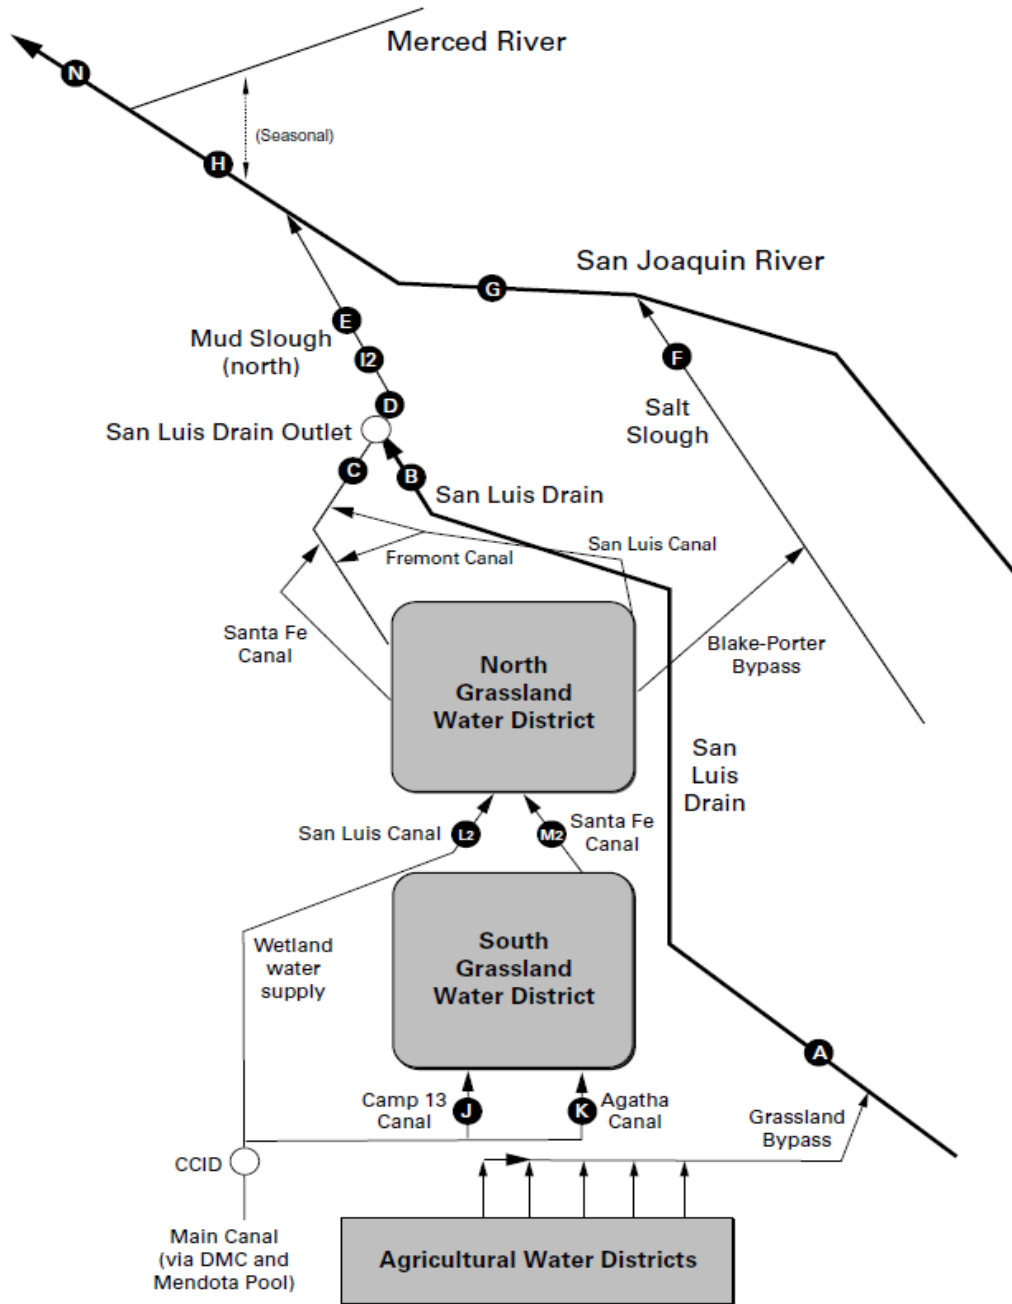 Merced River
N
(Seasonal)
H
San Joaquin River
G
E
Mud Slough
(north)
I2
F
D
Salt
Slough
San Luis Drain Outlet
C
B
San Luis Drain
San Luis Canal
Fremont Canal
Santa Fe
Canal
Blake-Porter
Bypass
North
Grassland
Water District
San
Luis
Drain
San Luis Canal
L2
M2
Santa Fe
Canal
Wetland
water
supply
South
Grassland
Water District
A
Camp 13
Canal
J
K
Agatha
Canal
Grassland
Bypass
CCID
Main Canal
(via DMC and
Mendota Pool)
Agricultural Water Districts